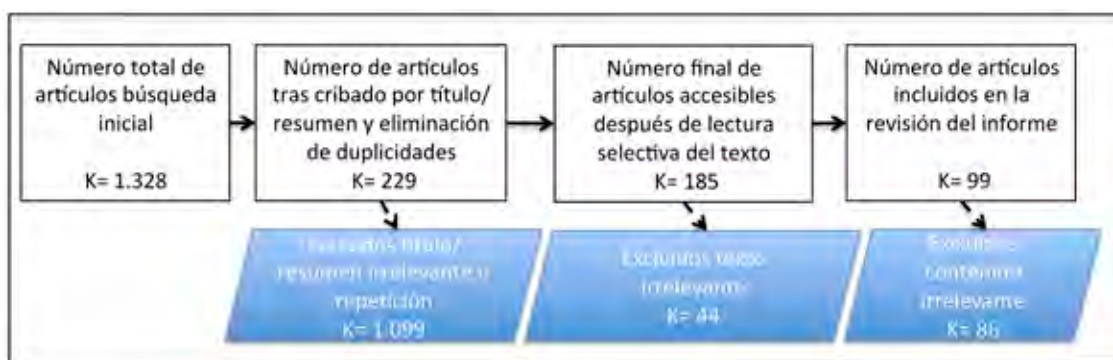 Número total de
artículos búsqueda
inicial
K= 1.328
Número de artículos
tras cribado por título/
resumen y eliminación
de duplicidades
K= 229
Número final de
artículos accesibles
después de lectura
selectiva del texto
K= 185
Número de artículos
incluidos en la
revisión del informe
K= 99
título/
resumen irrelevante o
repetición
K= 1.099
Excluidos texto
irrelevante
K= 44
contenido
irrelevante
K= 86